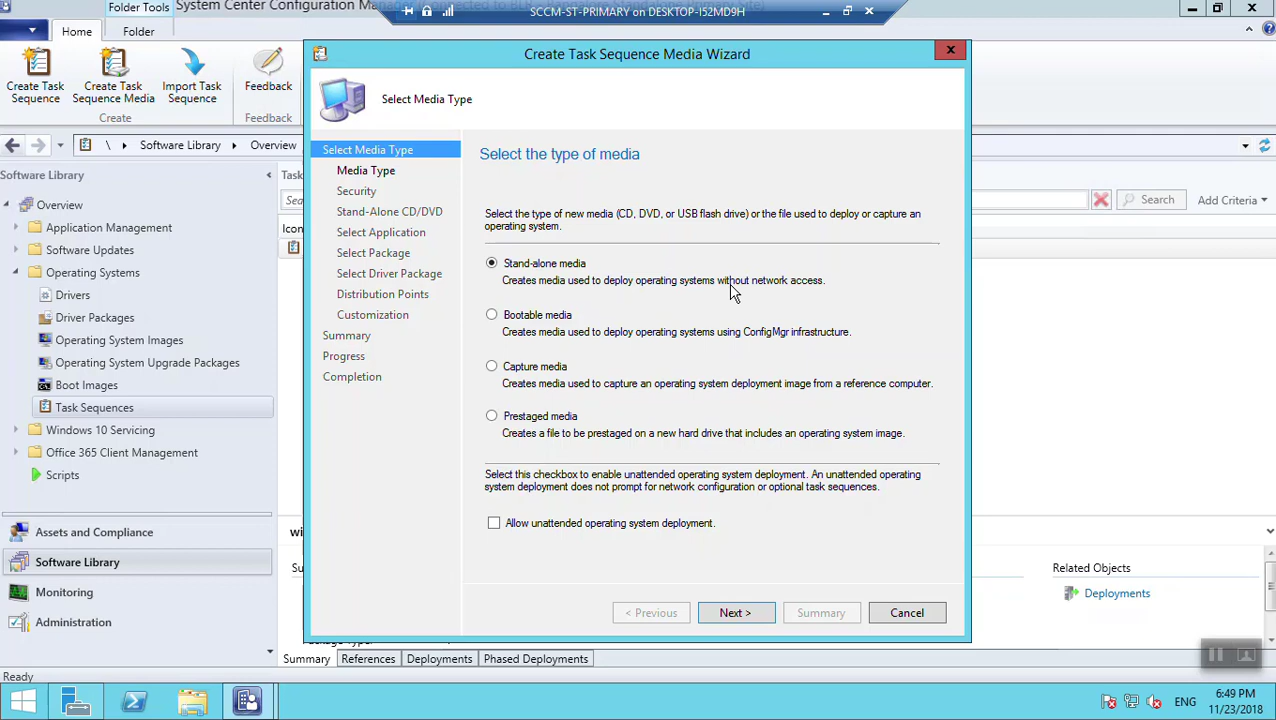 Folder Tools
System Center Configuration Manager
SCCM-ST-PRIMARY on DESKTOP-I52MD9H
Home
Folder
Create Task
Sequence
Create Task
Sequence Media
Import Task
Sequence
Feedback
Create
Feedback
\ Software Library Overview
Software Library
Overview
Application Management
Software Updates
Operating Systems
Drivers
Driver Packages
Operating System Images
Operating System Upgrade Packages
Boot Images
Task Sequences
Windows 10 Servicing
Office 365 Client Management
Scripts
Assets and Compliance
Software Library
Monitoring
Administration
Ready
Task
Sea
Icon
Search
Add Criteria
wi
Su
Related Objects
Deployments
Summary References Deployments Phased Deployments
Create Task Sequence Media Wizard
Select Media Type
Select Media Type
Media Type
Security
Stand-Alone CD/DVD
Select Application
Select Package
Select Driver Package
Distribution Points
Customization
Summary
Progress
Completion
Select the type of media
Select the type of new media (CD, DVD, or USB flash drive) or the file used to deploy or capture an
operating system.
Stand-alone media
Creates media used to deploy operating systems without network access.
Bootable media
Creates media used to deploy operating systems using ConfigMgr infrastructure.
Capture media
Creates media used to capture an operating system deployment image from a reference computer.
Prestaged media
Creates a file to be prestaged on a new hard drive that includes an operating system image.
Select this checkbox to enable unattended operating system deployment. An unattended operating
system deployment does not prompt for network configuration or optional task sequences.
Allow unattended operating system deployment.
< Previous
Next >
Summary
Cancel
ENG
6:49 PM
11/23/2018